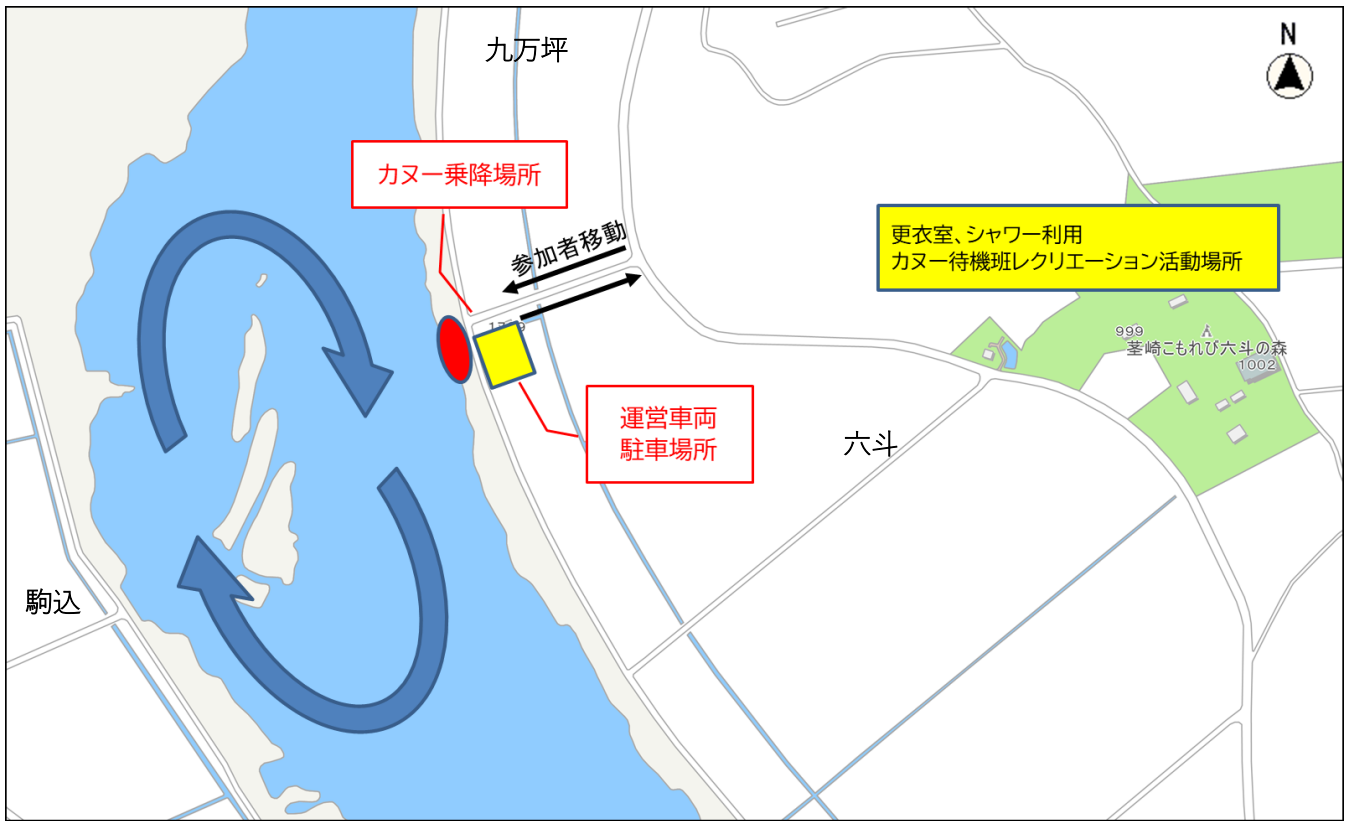 九万坪
N
カヌー乗降場所
更衣室、シャワー利用
カヌー待機班レクリエーション活動場所
参加者移動
999
茎崎こもれび六斗の森
1002
運営車両
駐車場所
六斗
駒込